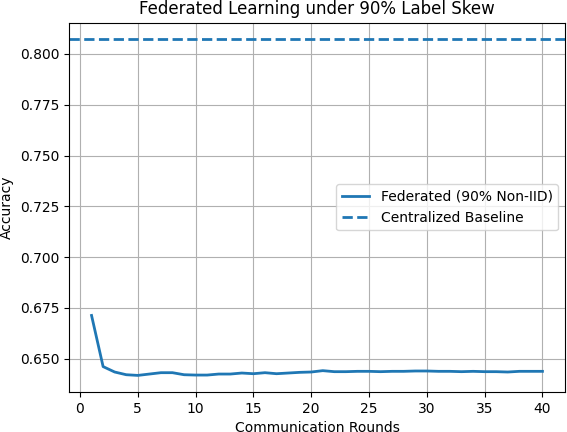 Federated Learning under 90% Label Skew
0.800
0.775
0.750
0.725
0.700
0.675
0.650
Accuracy
Federated (90% Non-IID)
Centralized Baseline
0 5 10 15 20 25 30 35 40
Communication Rounds